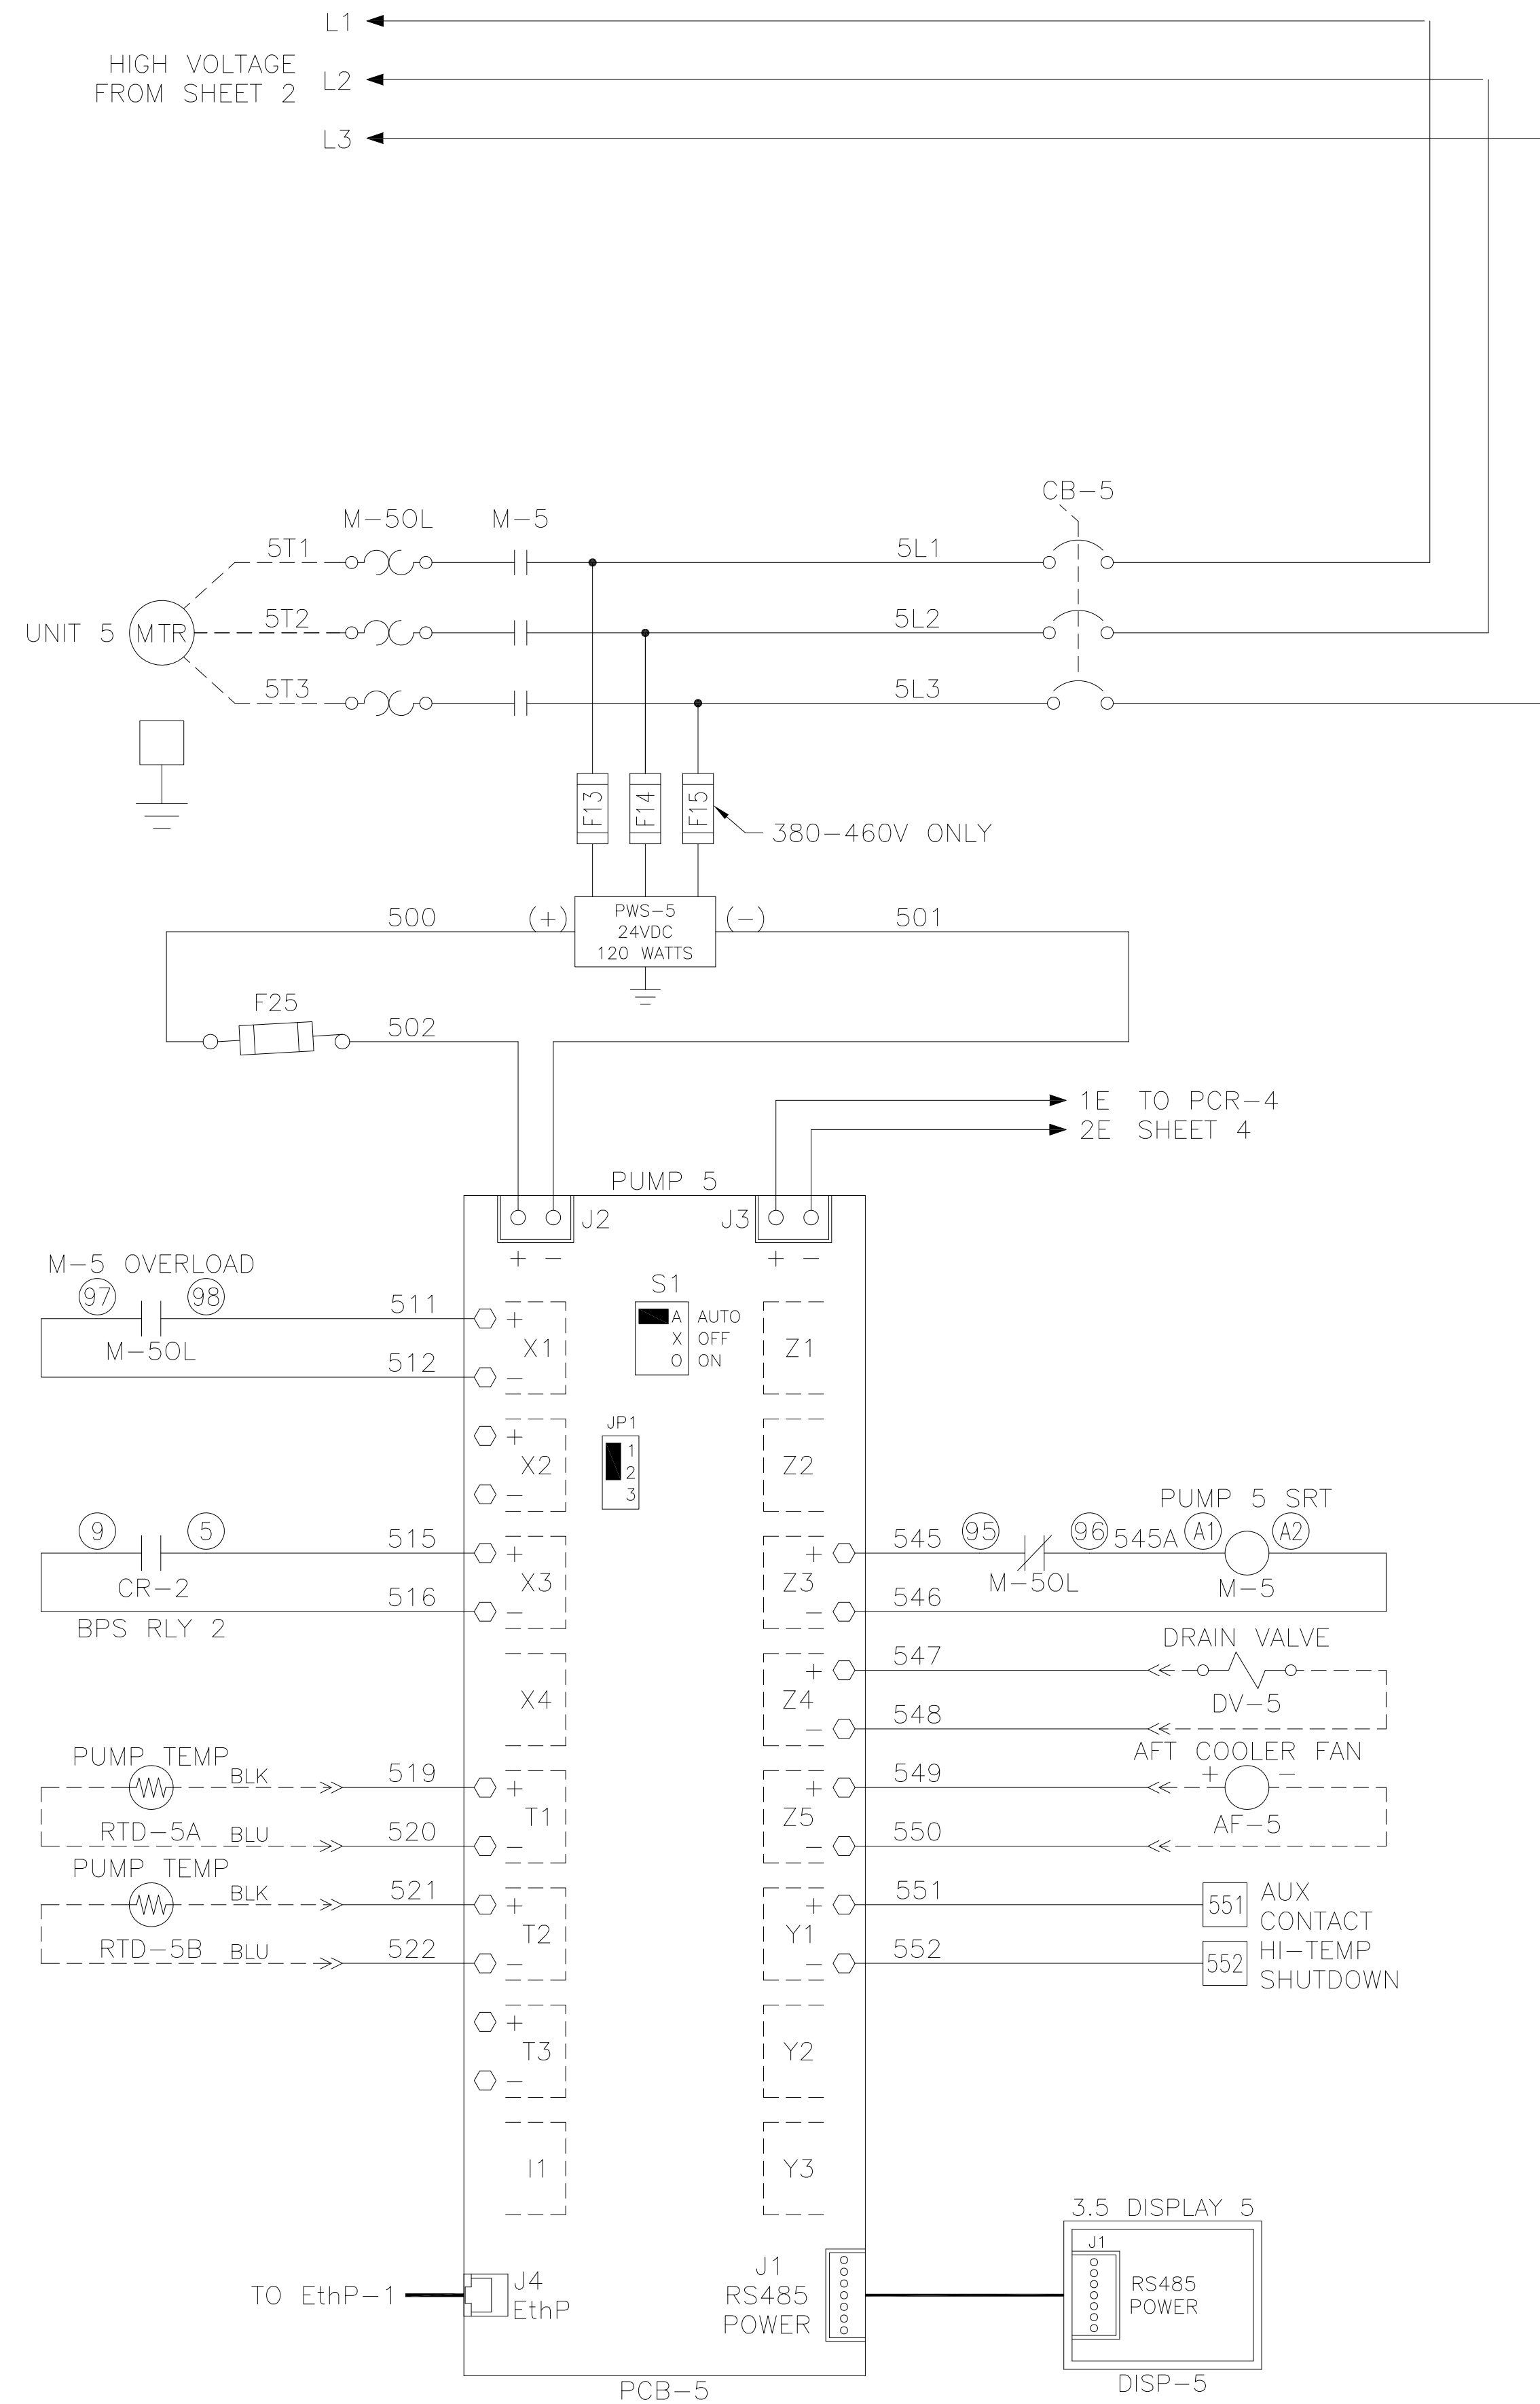 L1
HIGH VOLTAGE
FROM SHEET 2
L2
L3
CB-5
M-5OL
M-5
5T1
5L1
UNIT 5
MTR
5T2
5L2
5T3
5L3
F13
F14
F15
380-460V ONLY
500
(+)
PWS-5
24VDC
120 WATTS
(-)
501
F25
502
1E TO PCR-4
2E SHEET 4
PUMP 5
J2
J3
+ -
+ -
M-5 OVERLOAD
97
98
M-5OL
511
512
+
X1
-
S1
A AUTO
X OFF
O ON
Z1
+
X2
-
JP1
1
2
3
Z2
9
5
CR-2
BPS RLY 2
515
516
+
X3
-
+
Z3
-
PUMP 5 SRT
545
95
96
545A
A1
A2
M-5OL
M-5
546
X4
+
Z4
-
547
DRAIN VALVE
DV-5
548
PUMP TEMP
BLK
519
RTD-5A
BLU
520
+
T1
-
+
Z5
-
AFT COOLER FAN
549
+ -
AF-5
550
PUMP TEMP
BLK
521
RTD-5B
BLU
522
+
T2
-
+
Y1
-
551
551
AUX
CONTACT
552
552
HI-TEMP
SHUTDOWN
+
T3
-
Y2
I1
Y3
TO EthP-1
J4
EthP
J1
RS485
POWER
3.5 DISPLAY 5
J1
RS485
POWER
DISP-5
PCB-5